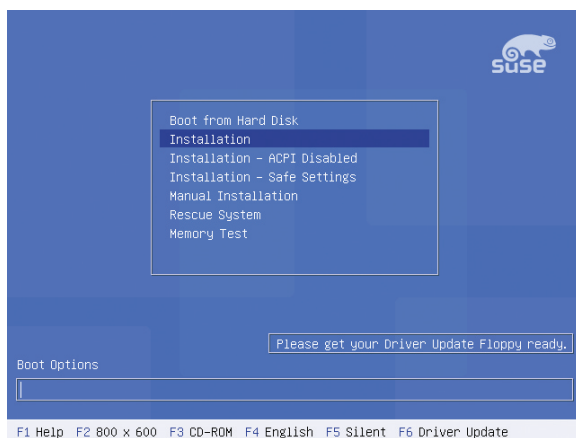 suse
Boot from Hard Disk
Installation
Installation - ACPI Disabled
Installation - Safe Settings
Manual Installation
Rescue System
Memory Test
Please get your Driver Update Floppy ready.
Boot Options
F1 Help F2 800 x 600 F3 CD-ROM F4 English F5 Silent F6 Driver Update